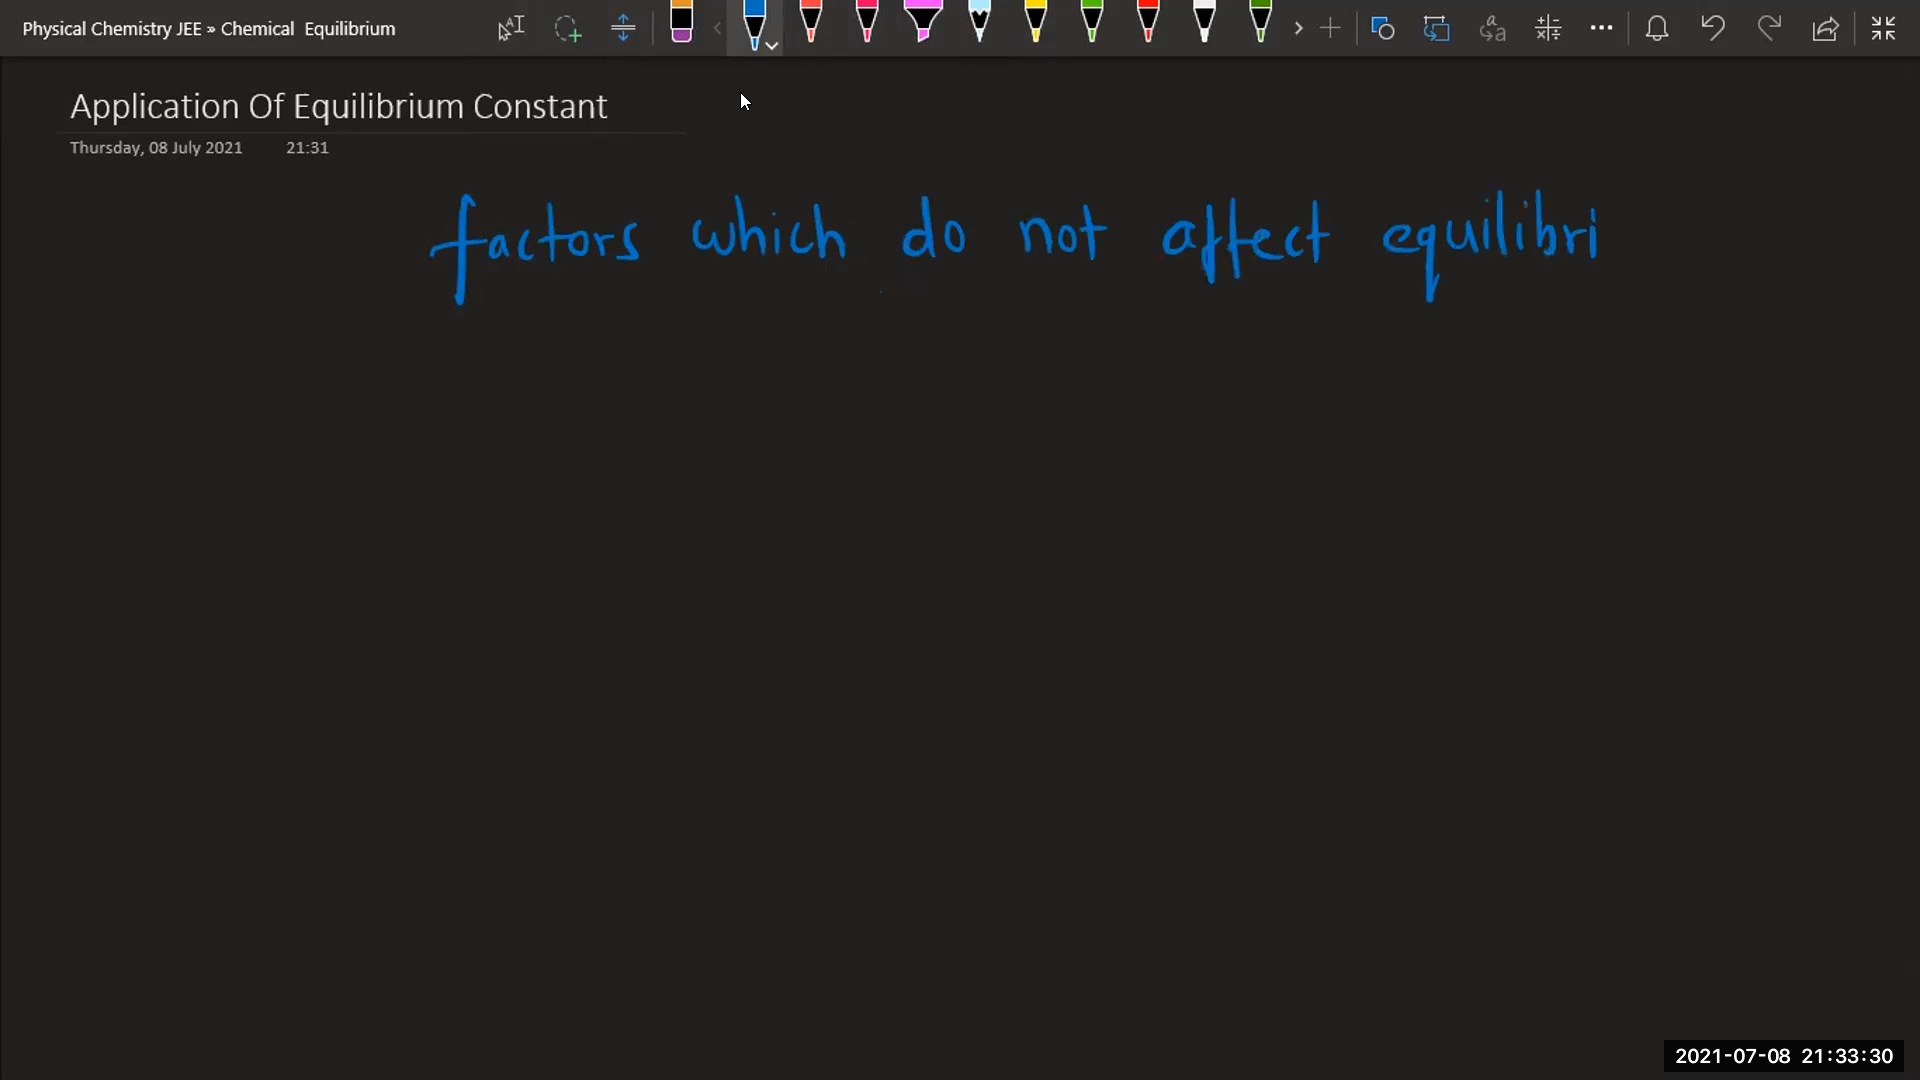 Physical Chemistry JEE » Chemical Equilibrium
Application Of Equilibrium Constant
Thursday, 08 July 2021 21:31
factors which do not affect equilibri
2021-07-08 21:33:30